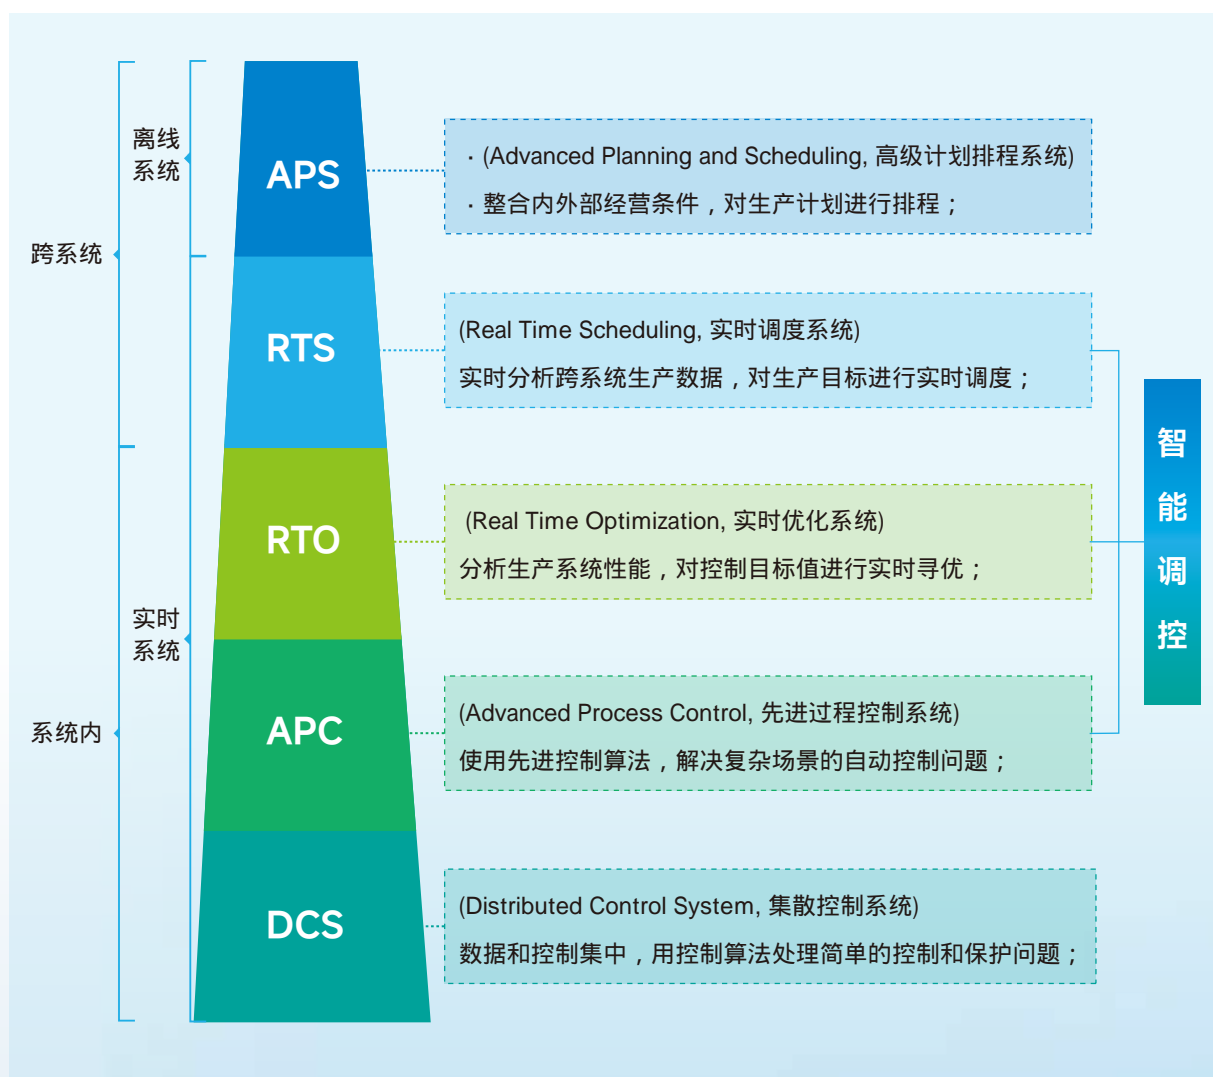 离线
系统
APS
· (Advanced Planning and Scheduling, 高级计划排程系统)
· 整合内外部经营条件，对生产计划进行排程；
跨系统
RTS
(Real Time Scheduling, 实时调度系统)
实时分析跨系统生产数据，对生产目标进行实时调度；
智能调控
RTO
(Real Time Optimization, 实时优化系统)
分析生产系统性能，对控制目标值进行实时寻优；
实时
系统
系统内
APC
(Advanced Process Control, 先进过程控制系统)
使用先进控制算法，解决复杂场景的自动控制问题；
DCS
(Distributed Control System, 集散控制系统)
数据和控制集中，用控制算法处理简单的控制和保护问题；